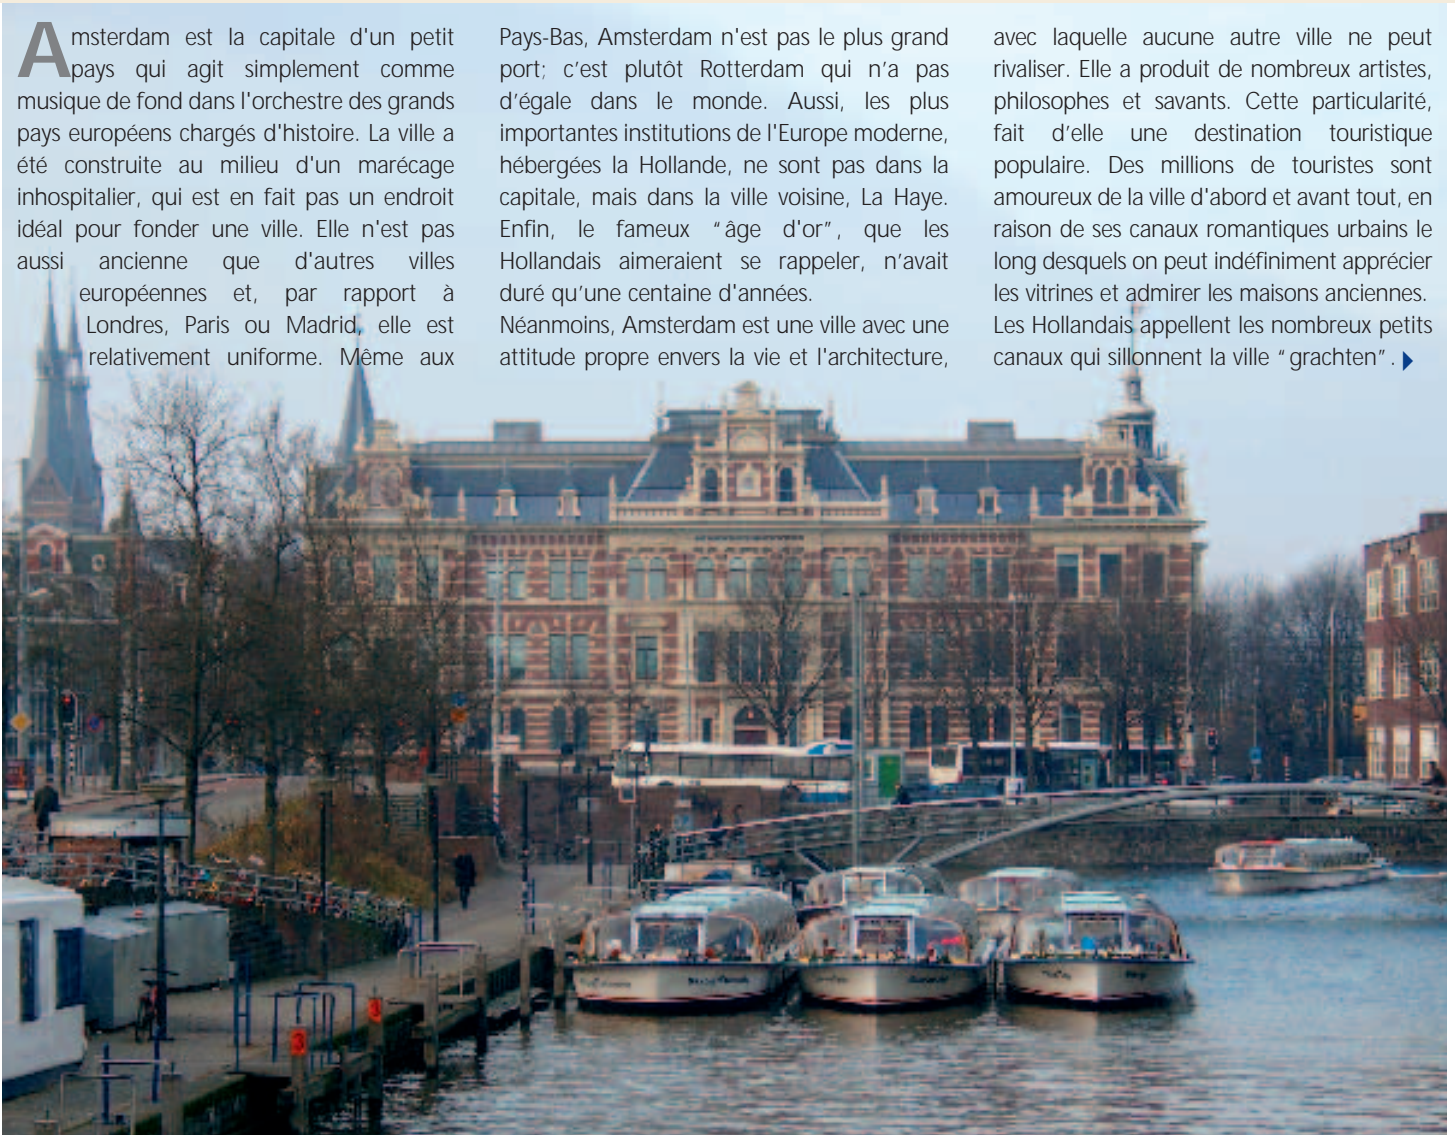 Amsterdam est la capitale d'un petit
pays qui agit simplement comme
musique de fond dans l'orchestre des grands
pays européens chargés d'histoire. La ville a
été construite au milieu d'un marécage
inhospitalier, qui est en fait pas un endroit
idéal pour fonder une ville. Elle n'est pas
aussi ancienne que d'autres villes
européennes et, par rapport à
Londres, Paris ou Madrid, elle est
relativement uniforme. Même aux
Pays-Bas, Amsterdam n'est pas le plus grand
port; c’est plutôt Rotterdam qui n’a pas
d’égale dans le monde. Aussi, les plus
importantes institutions de l'Europe moderne,
hébergées la Hollande, ne sont pas dans la
capitale, mais dans la ville voisine, La Haye.
Enfin, le fameux “âge d'or”, que les
Hollandais aimeraient se rappeler, n’avait
duré qu’une centaine d'années.
Néanmoins, Amsterdam est une ville avec une
attitude propre envers la vie et l'architecture,
avec laquelle aucune autre ville ne peut
rivaliser. Elle a produit de nombreux artistes,
philosophes et savants. Cette particularité,
fait d’elle une destination touristique
populaire. Des millions de touristes sont
amoureux de la ville d'abord et avant tout, en
raison de ses canaux romantiques urbains le
long desquels on peut indéfiniment apprécier
les vitrines et admirer les maisons anciennes.
Les Hollandais appellent les nombreux petits
canaux qui sillonnent la ville “grachten”.
3
3